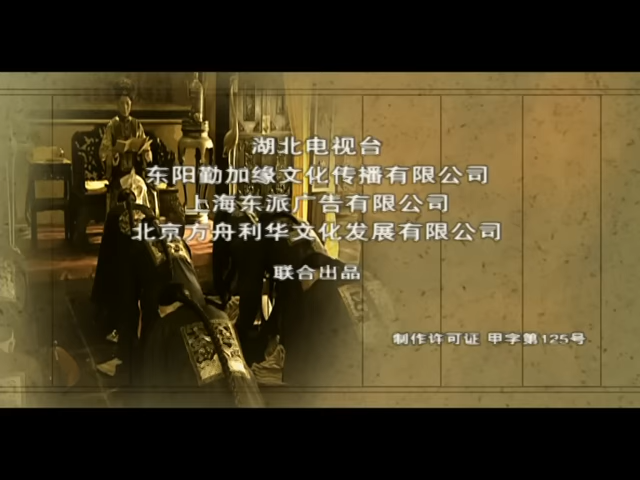 湖北电视台
东阳勤加缘文化传播有限公司
上海东派广告有限公司
北京方舟利华文化发展有限公司
联合出品
制作许可证 甲字第125号